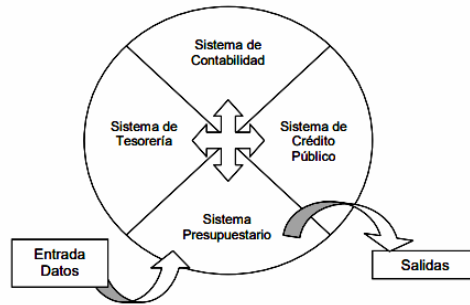 Sistema de
Contabilidad
Sistema de
Tesorería
Sistema de
Crédito
Público
Sistema
Presupuestario
Entrada
Datos
Salidas